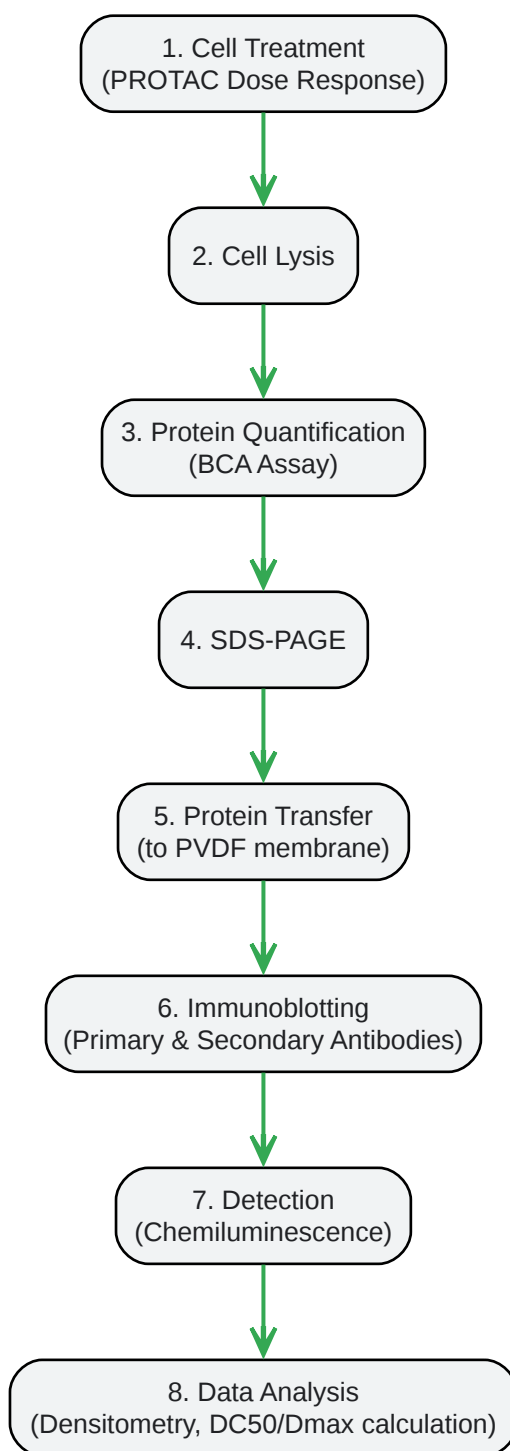 1. Cell Treatment
(PROTAC Dose Response)
2. Cell Lysis
3. Protein Quantification
(BCA Assay)
4. SDS-PAGE
5. Protein Transfer
(to PVDF membrane)
6. Immunoblotting
(Primary & Secondary Antibodies)
7. Detection
(Chemiluminescence)
8. Data Analysis
(Densitometry, DC50/Dmax calculation)